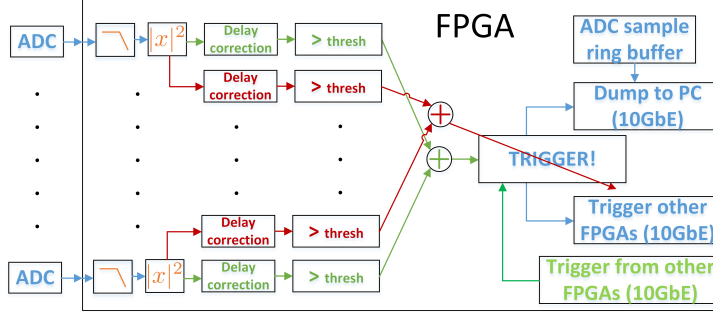 FPGA
ADC
|x|²
Delay
correction
> thresh
Delay
correction
> thresh
ADC sample
ring buffer
Dump to PC
(10GbE)
TRIGGER!
Delay
correction
> thresh
Trigger other
FPGAs (10GbE)
ADC
|x|²
Delay
correction
> thresh
Trigger from other
FPGAs (10GbE)